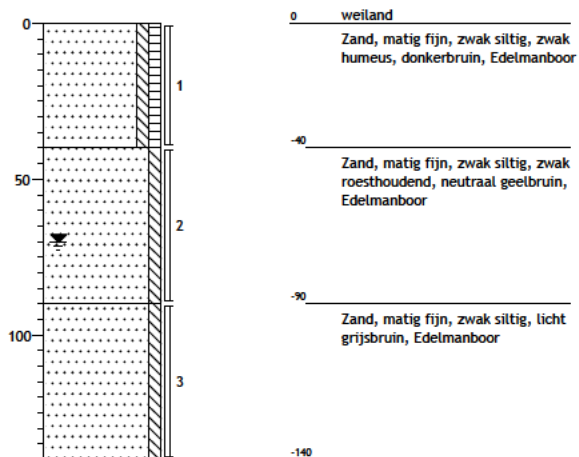 0
50
100
1
2
3
0 weiland
Zand, matig fijn, zwak siltig, zwak
humeus, donkerbruin, Edelmanboor
-40
Zand, matig fijn, zwak siltig, zwak
roesthoudend, neutraal geelbruin,
Edelmanboor
-90
Zand, matig fijn, zwak siltig, licht
grijsbruin, Edelmanboor
-140